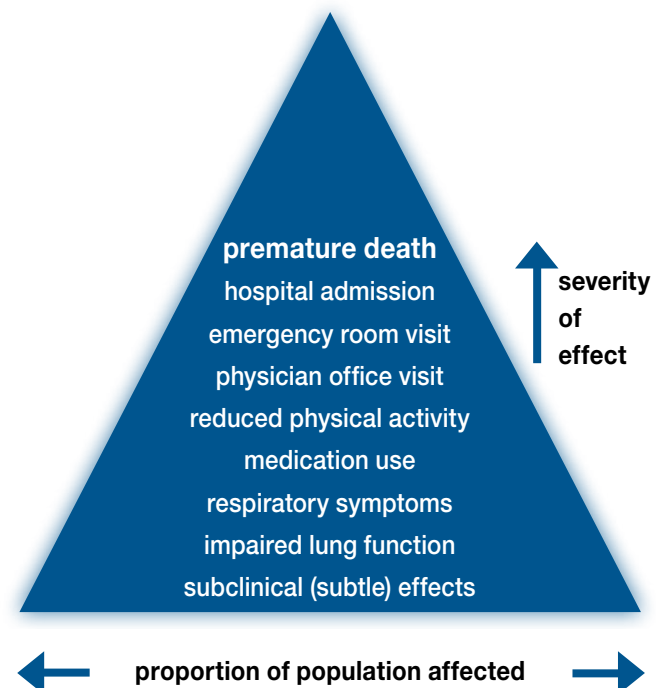 premature death
hospital admission
emergency room visit
physician office visit
reduced physical activity
medication use
respiratory symptoms
impaired lung function
subclinical (subtle) effects
severity
of
effect
proportion of population affected